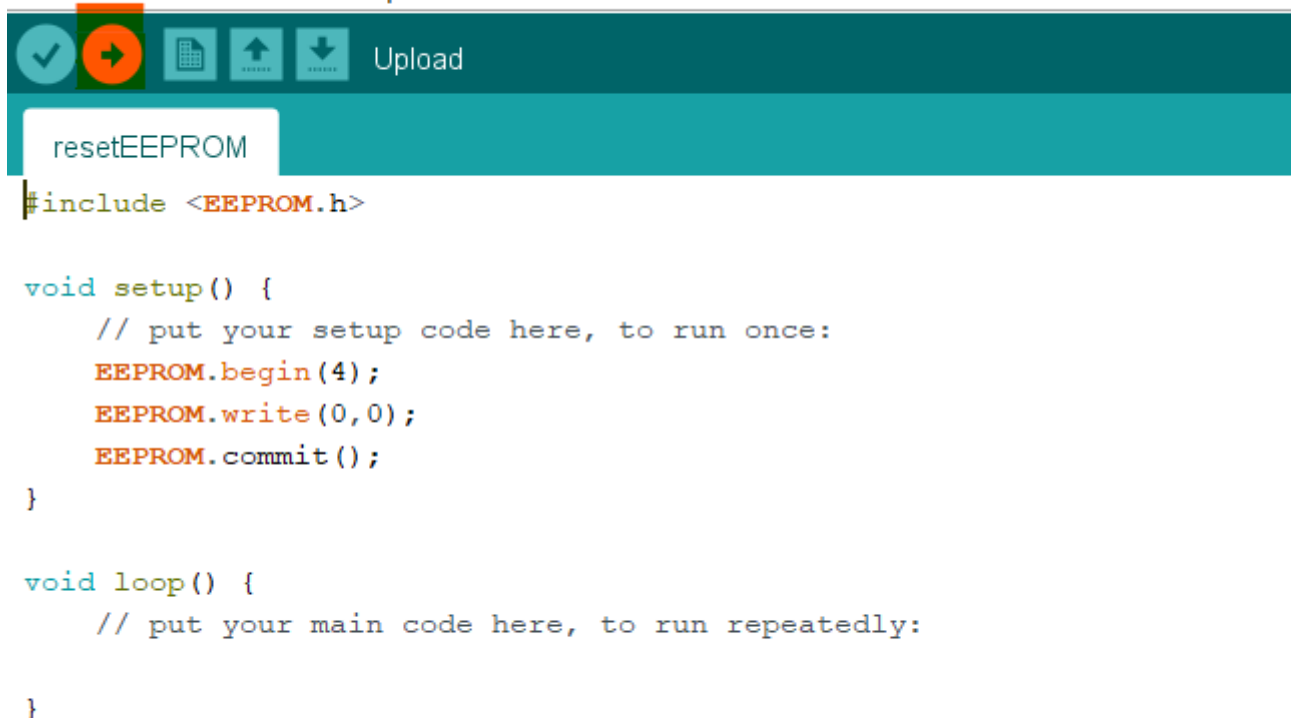 Upload
resetEEPROM
#include <EEPROM.h>
void setup() {
    // put your setup code here, to run once:
    EEPROM.begin(4);
    EEPROM.write(0,0);
    EEPROM.commit();
}
void loop() {
    // put your main code here, to run repeatedly:
}